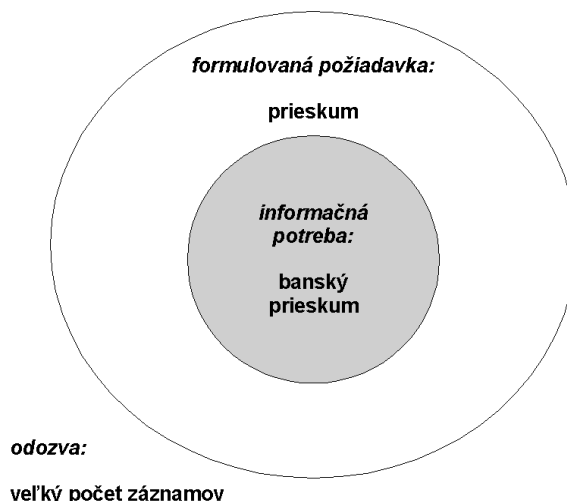 formulovaná požiadavka:
prieskum
informačná
potreba:
banský
prieskum
odozva:
veľký počet záznamov